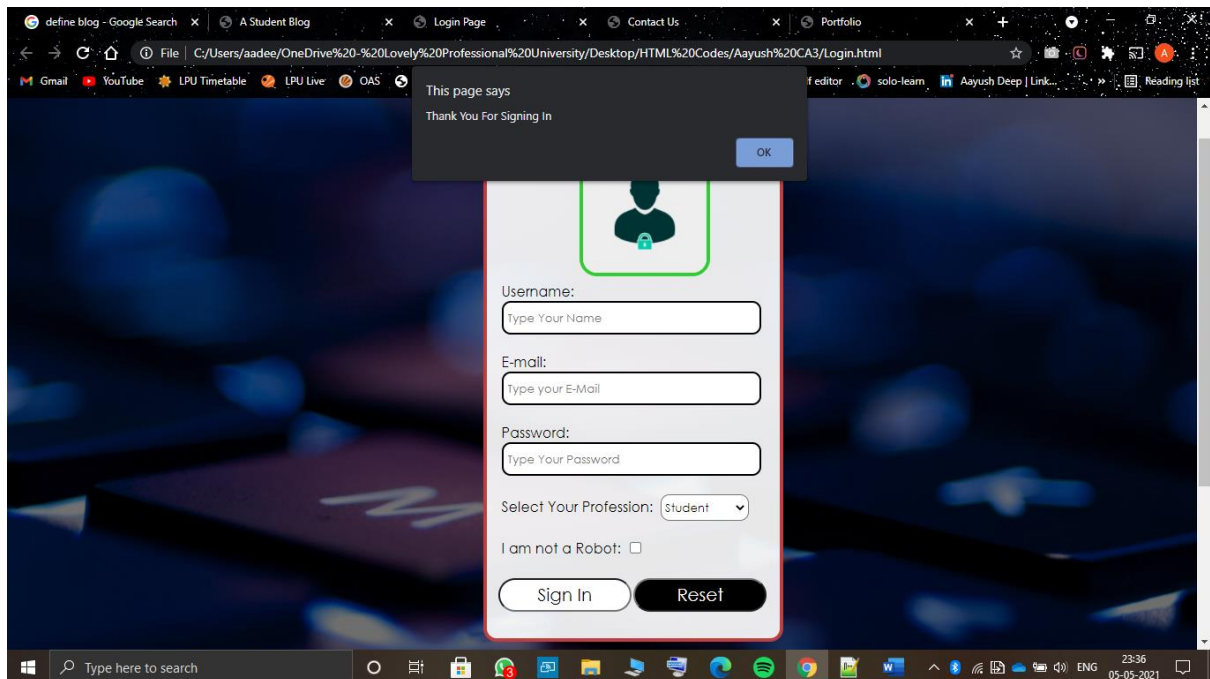 define blog - Google Search
A Student Blog
Login Page
Contact Us
Portfolio
File | C:/Users/aadee/OneDrive%20-%20Lovely%20Professional%20University/Desktop/HTML%20Codes/Aayush%20CA3/Login.html
Gmail YouTube LPU Timetable LPU Live OAS f editor solo-learn Aayush Deep | Link... » Reading list
This page says
Thank You For Signing In
OK
Username:
Type Your Name
E-mail:
Type your E-Mail
Password:
Type Your Password
Select Your Profession: Student
I am not a Robot:
Sign In Reset
M
Type here to search
3
ENG
23:36
05-05-2021